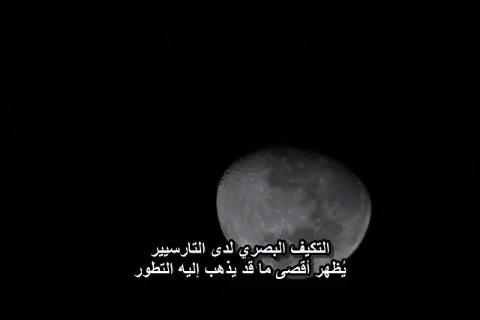 التكيف البصري لدى التارسيير
يُظهر أقصى ما قد يذهب إليه التطور